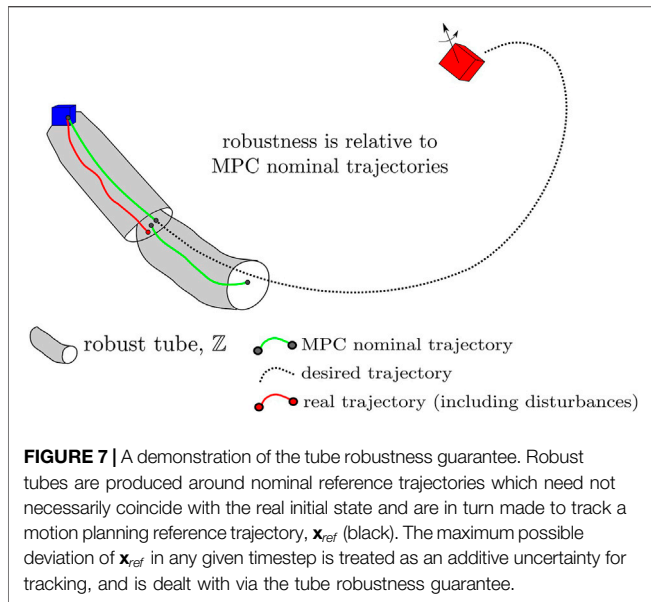 robustness is relative to
MPC nominal trajectories
robust tube, ℤ
MPC nominal trajectory
desired trajectory
real trajectory (including disturbances)
FIGURE 7 | A demonstration of the tube robustness guarantee. Robust
tubes are produced around nominal reference trajectories which need not
necessarily coincide with the real initial state and are in turn made to track a
motion planning reference trajectory, x_ref (black). The maximum possible
deviation of x_ref in any given timestep is treated as an additive uncertainty for
tracking, and is dealt with via the tube robustness guarantee.